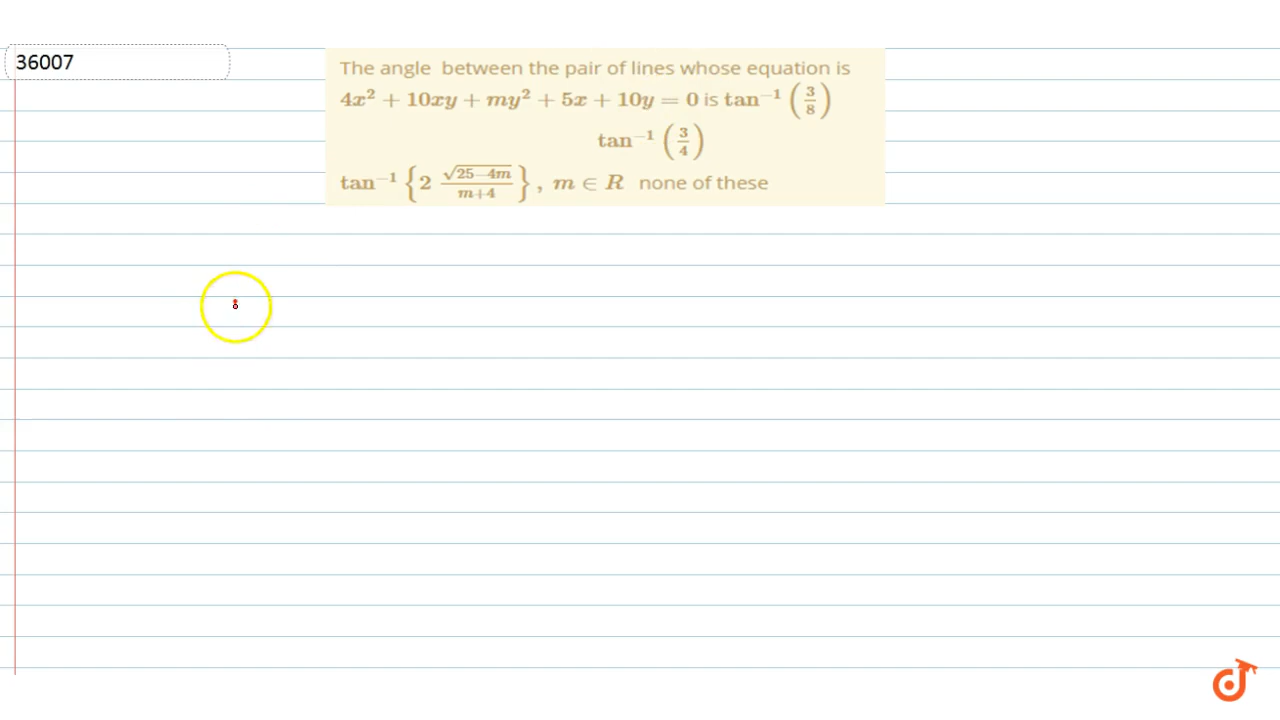 36007
The angle between the pair of lines whose equation is
4x² + 10xy + my² + 5x + 10y = 0 is tan⁻¹ (3/8)
tan⁻¹ (3/4)
tan⁻¹ {2 √(25−4m)/(m+4)}, m ∈ R none of these